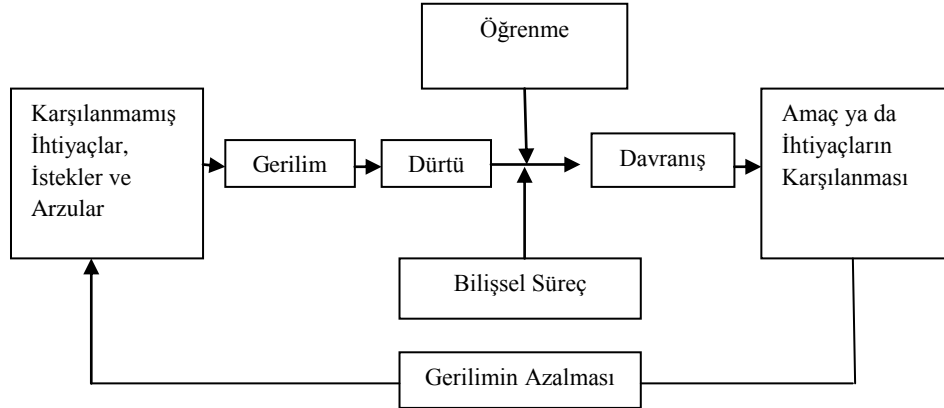 Öğrenme
Karşılanmamış
İhtiyaçlar,
İstekler ve
Arzular
Gerilim
Dürtü
Davranış
Amaç ya da
İhtiyaçların
Karşılanması
Bilişsel Süreç
Gerilimin Azalması